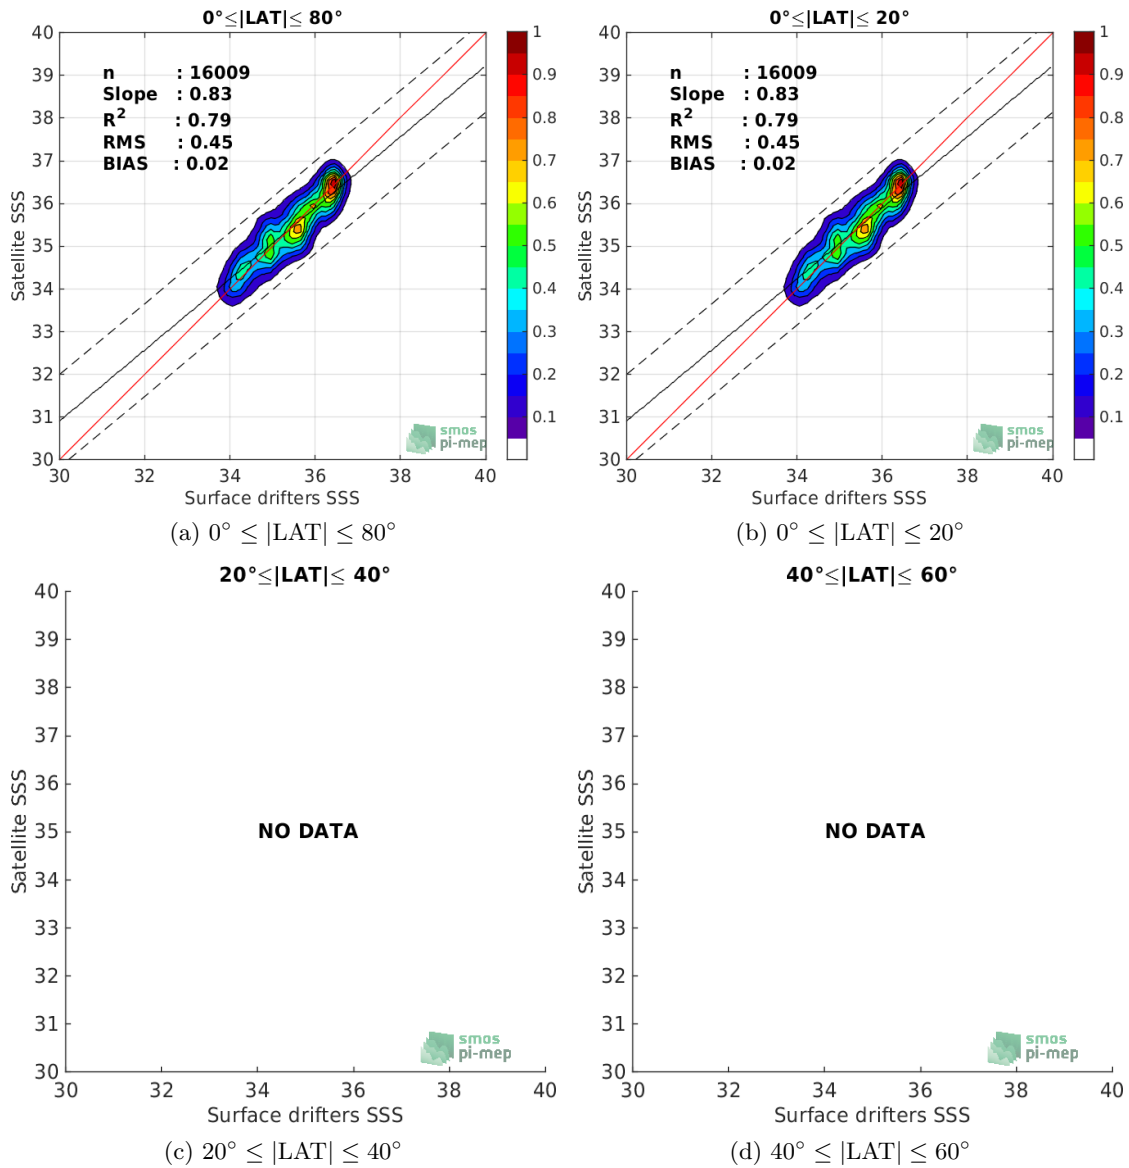 0°≤|LAT|≤ 80°
40
39
38
37
36
35
34
33
32
31
30
Satellite SSS
n : 16009
Slope : 0.83
R² : 0.79
RMS : 0.45
BIAS : 0.02
smos
pi-mep
30 32 34 36 38 40
Surface drifters SSS
1
0.9
0.8
0.7
0.6
0.5
0.4
0.3
0.2
0.1
(a) 0° ≤ |LAT| ≤ 80°
0°≤|LAT|≤ 20°
40
39
38
37
36
35
34
33
32
31
30
Satellite SSS
n : 16009
Slope : 0.83
R² : 0.79
RMS : 0.45
BIAS : 0.02
smos
pi-mep
30 32 34 36 38 40
Surface drifters SSS
1
0.9
0.8
0.7
0.6
0.5
0.4
0.3
0.2
0.1
(b) 0° ≤ |LAT| ≤ 20°
20°≤|LAT|≤ 40°
40
39
38
37
36
35
34
33
32
31
30
Satellite SSS
NO DATA
smos
pi-mep
30 32 34 36 38 40
Surface drifters SSS
(c) 20° ≤ |LAT| ≤ 40°
40°≤|LAT|≤ 60°
40
39
38
37
36
35
34
33
32
31
30
Satellite SSS
NO DATA
smos
pi-mep
30 32 34 36 38 40
Surface drifters SSS
(d) 40° ≤ |LAT| ≤ 60°